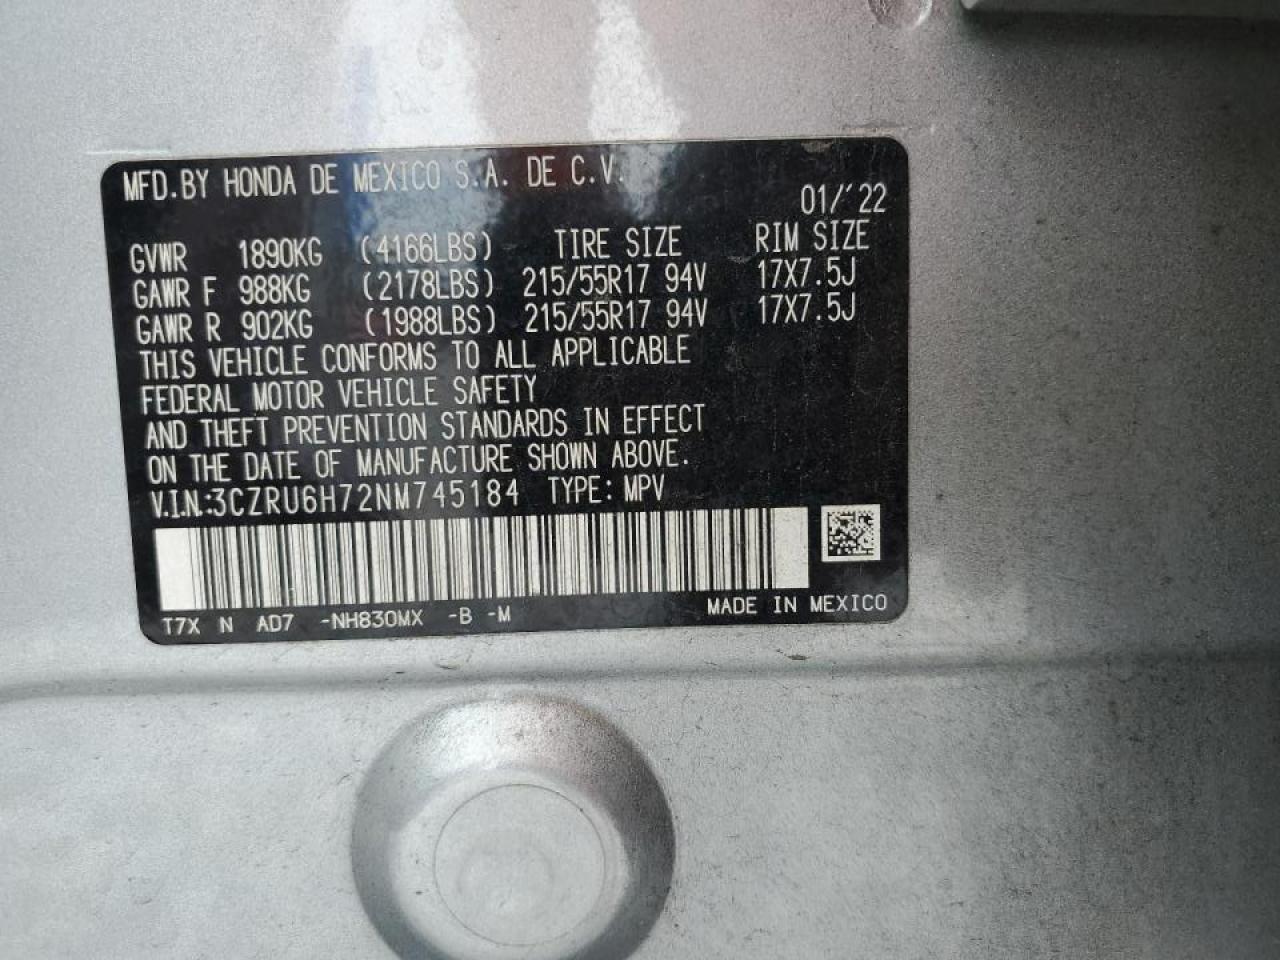 MFD.BY HONDA DE MEXICO S.A. DE C.V.
01/'22
GVWR 1890KG (4166LBS) TIRE SIZE RIM SIZE
GAWR F 988KG (2178LBS) 215/55R17 94V 17X7.5J
GAWR R 902KG (1988LBS) 215/55R17 94V 17X7.5J
THIS VEHICLE CONFORMS TO ALL APPLICABLE
FEDERAL MOTOR VEHICLE SAFETY
AND THEFT PREVENTION STANDARDS IN EFFECT
ON THE DATE OF MANUFACTURE SHOWN ABOVE.
V.I.N.:3CZRU6H72NM745184 TYPE: MPV
T7X N AD7 -NH830MX -B -M MADE IN MEXICO